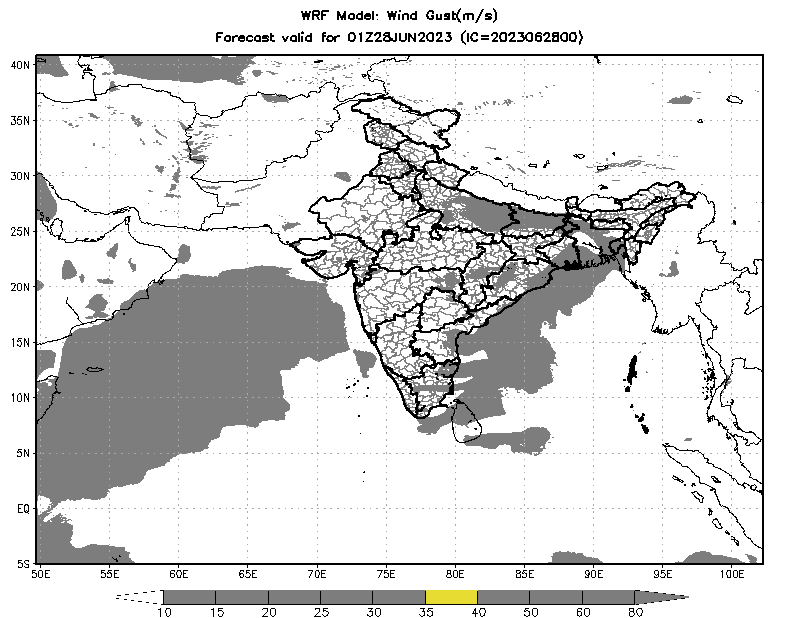 WRF Model: Wind Gust(m/s)
Forecast valid for 01Z28JUN2023 (IC=2023062800)
40N
35N
30N
25N
20N
15N
10N
5N
EQ
5S
50E 55E 60E 65E 70E 75E 80E 85E 90E 95E 100E
10 15 20 25 30 35 40 50 60 80